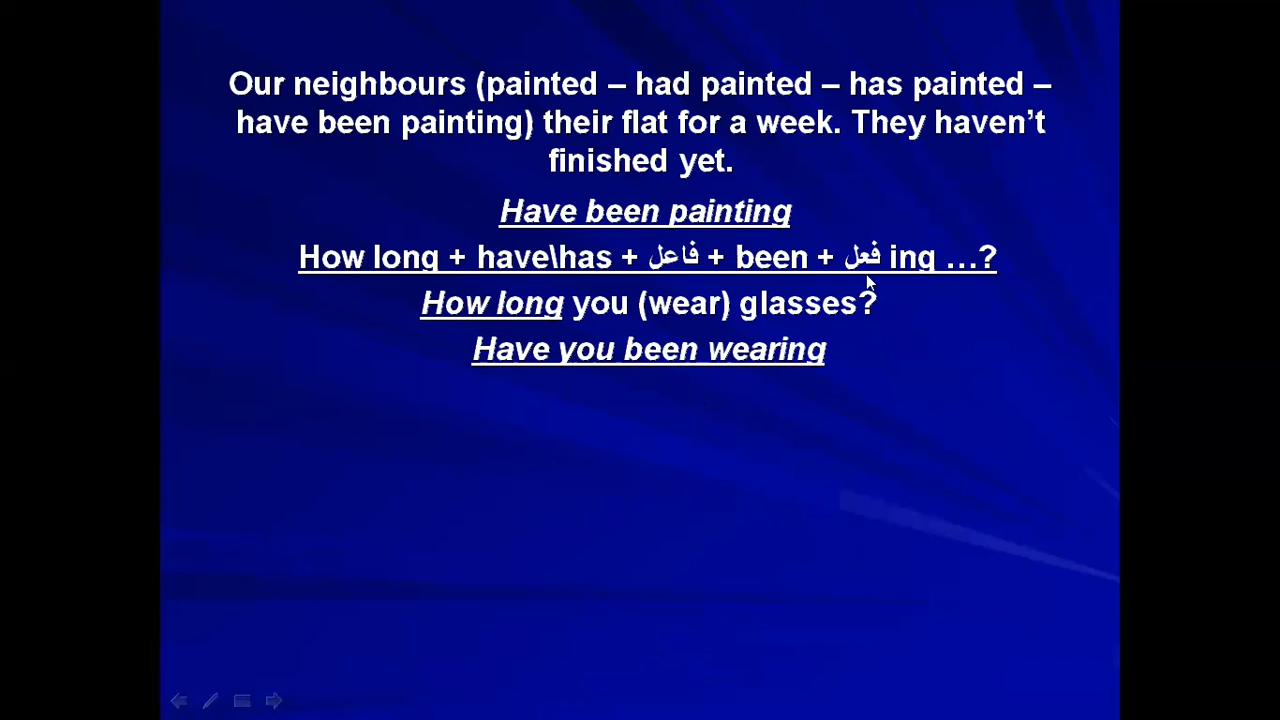 Our neighbours (painted – had painted – has painted –
have been painting) their flat for a week. They haven’t
finished yet.
Have been painting
How long + have\has + فاعل + been + فعل ing …?
How long you (wear) glasses?
Have you been wearing